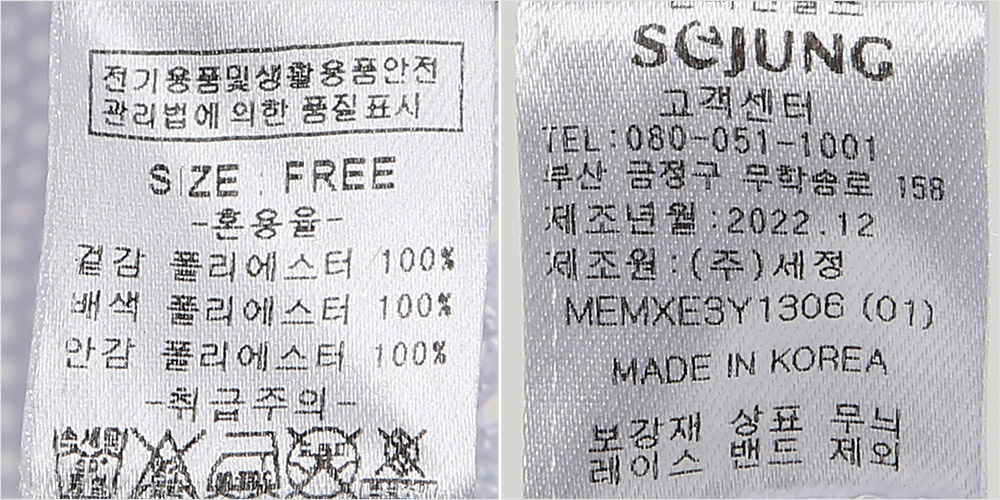 전기용품및생활용품안전
관리법에 의한 품질표시
SIZE FREE
-혼용율-
겉감 폴리에스터 100%
배색 폴리에스터 100%
안감 폴리에스터 100%
-취급주의-
손세탁
SEJUNG
고객센터
TEL:080-051-1001
부산 금정구 무학송로 158
제조년월:2022.12
제조원:(주)세정
MEMXE3Y1306 (01)
MADE IN KOREA
보강재 상표 무늬
레이스 밴드 제외